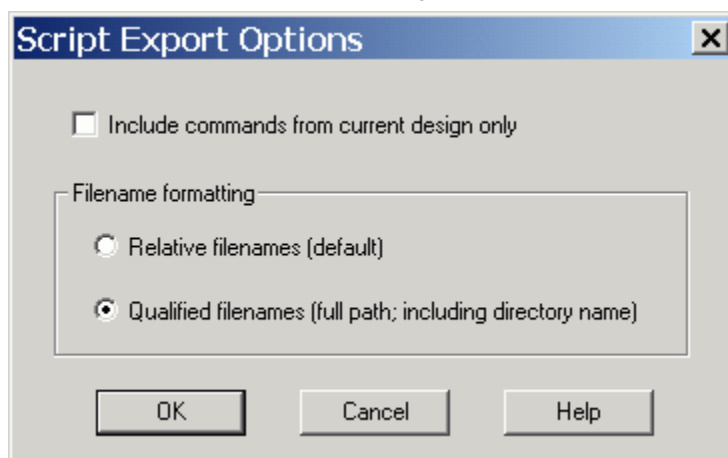 Script Export Options
Include commands from current design only
Filename formatting
Relative filenames (default)
Qualified filenames (full path; including directory name)
OK Cancel Help